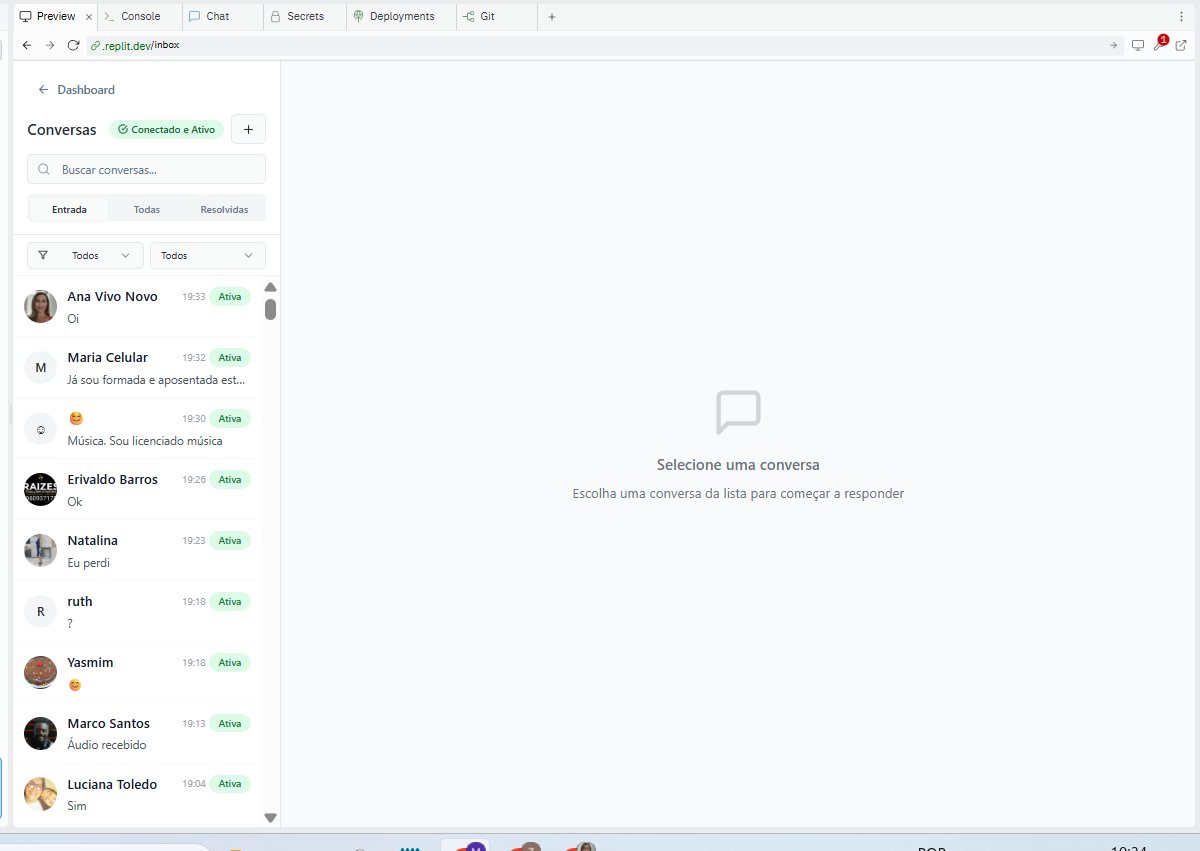 Preview
Console
Chat
Secrets
Deployments
Git
.replit.dev/inbox
1
Dashboard
Conversas
Conectado e Ativo
Buscar conversas...
Entrada
Todas
Resolvidas
Todos
Todos
Ana Vivo Novo 19:33 Ativa
Oi
M
Maria Celular 19:32 Ativa
Já sou formada e aposentada est...
😊 19:30 Ativa
Música. Sou licenciado música
RAIZES
Erivaldo Barros 19:26 Ativa
Ok
Natalina 19:23 Ativa
Eu perdi
R
ruth 19:18 Ativa
?
Yasmim 19:18 Ativa
😊
Marco Santos 19:13 Ativa
Áudio recebido
Luciana Toledo 19:04 Ativa
Sim
Selecione uma conversa
Escolha uma conversa da lista para começar a responder